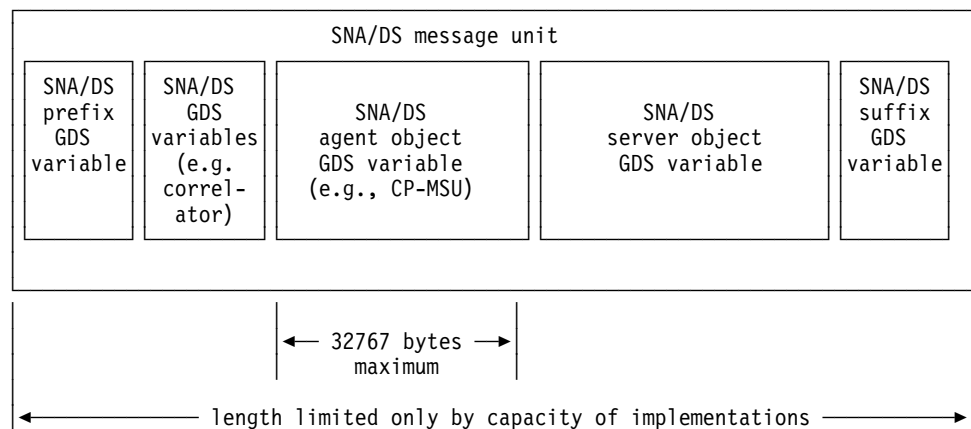 SNA/DS message unit
SNA/DS
prefix
GDS
variable
SNA/DS
GDS
variables
(e.g.
correl-
ator)
SNA/DS
agent object
GDS variable
(e.g., CP-MSU)
SNA/DS
server object
GDS variable
SNA/DS
suffix
GDS
variable
32767 bytes
maximum
length limited only by capacity of implementations